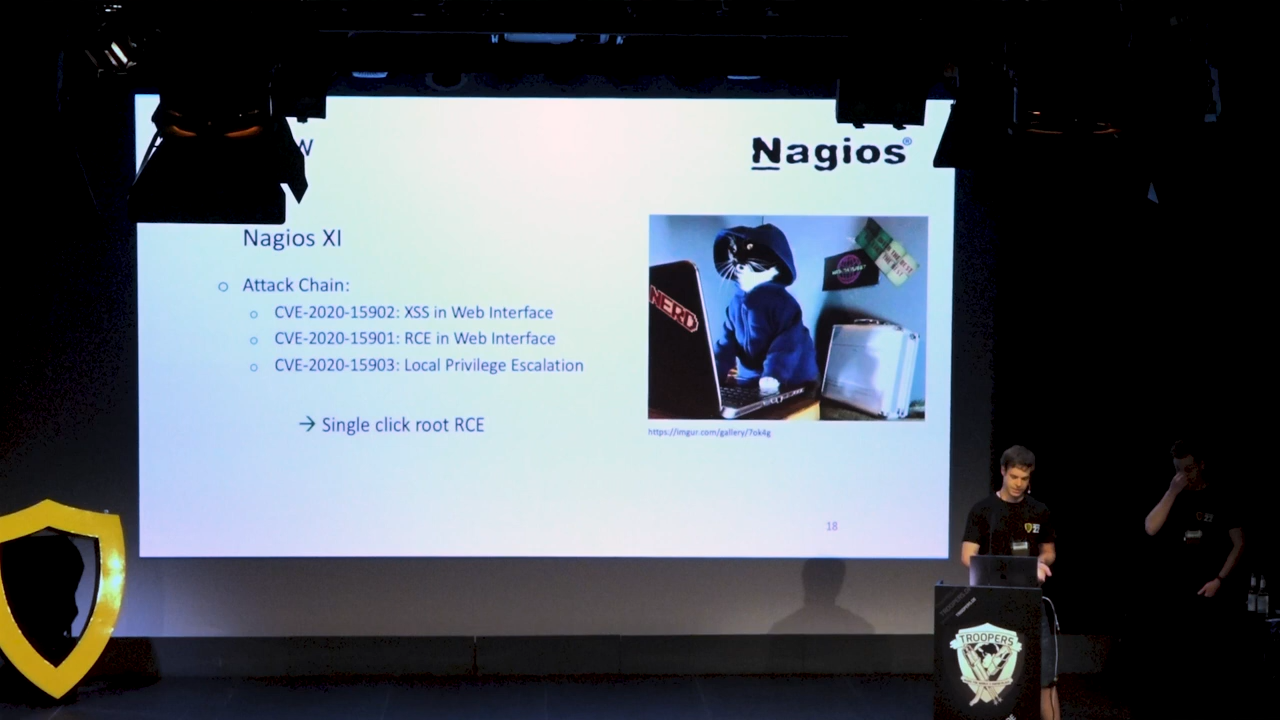 Nagios®
Nagios XI
Attack Chain:
CVE-2020-15902: XSS in Web Interface
CVE-2020-15901: RCE in Web Interface
CVE-2020-15903: Local Privilege Escalation
→ Single click root RCE
NERD
https://imgur.com/gallery/7ok4g
18
TROOPERS